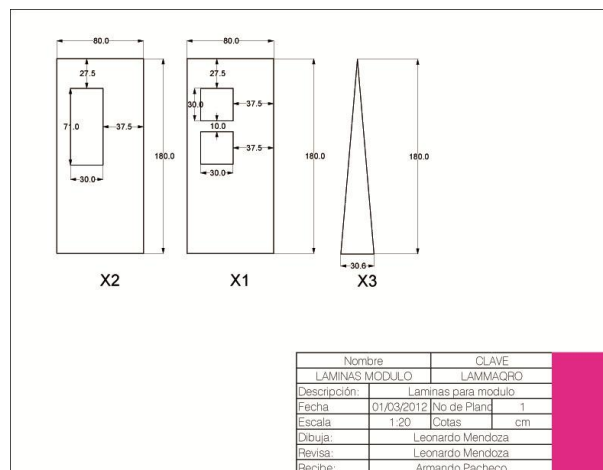 80.0 80.0
27.5 27.5
30.0 37.5
71.0 37.5 10.0
180.0 37.5 180.0 180.0
30.0 30.0
30.6
X2 X1 X3
Nombre CLAVE
LAMINAS MODULO LAMMAQRO
Descripción: Laminas para modulo
Fecha 01/03/2012 No de Plano 1
Escala 1:20 Cotas cm
Dibuja: Leonardo Mendoza
Revisa: Leonardo Mendoza
Recibe: Armando Pacheco